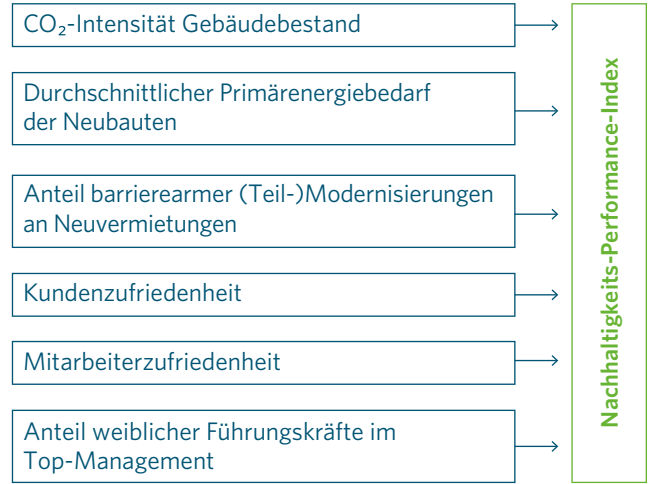 CO₂-Intensität Gebäudebestand
Durchschnittlicher Primärenergiebedarf
der Neubauten
Anteil barrierearmer (Teil-)Modernisierungen
an Neuvermietungen
Kundenzufriedenheit
Mitarbeiterzufriedenheit
Anteil weiblicher Führungskräfte im
Top-Management
Nachhaltigkeits-Performance-Index